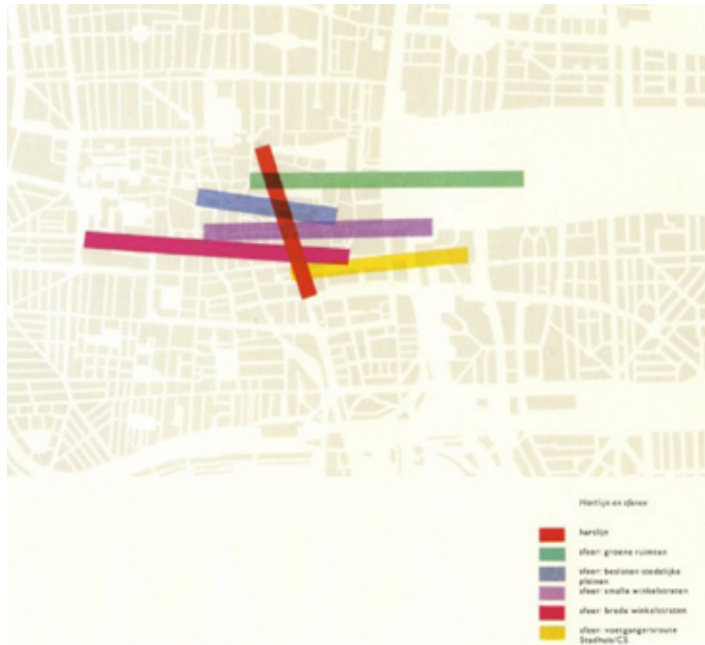 Hartlijn en sferen
hartlijn
sfeer: groene ruimten
sfeer: besloten stedelijke
pleinen
sfeer: smalle winkelstraten
sfeer: brede winkelstraten
sfeer: voetgangersroute
Stadhuis/CS